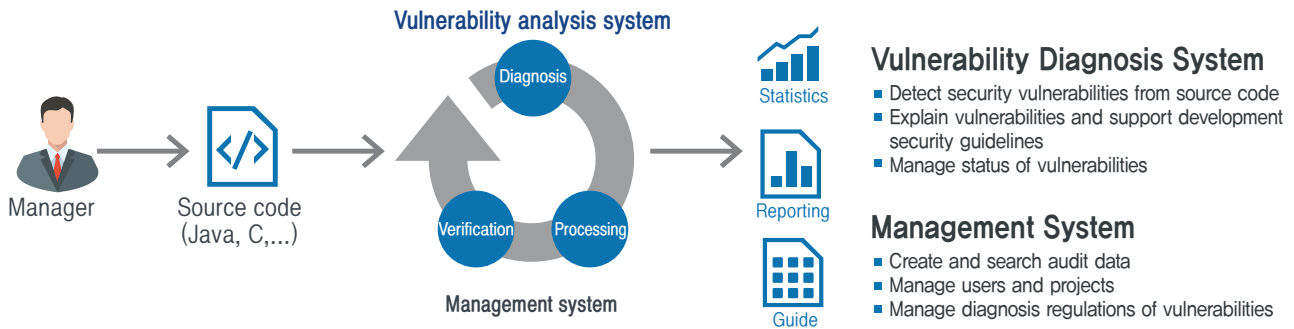 Vulnerability analysis system
Manager
</>
Source code
(Java, C,...)
Diagnosis
Verification
Processing
Management system
Statistics
Reporting
Guide
Vulnerability Diagnosis System
Detect security vulnerabilities from source code
Explain vulnerabilities and support development
security guidelines
Manage status of vulnerabilities
Management System
Create and search audit data
Manage users and projects
Manage diagnosis regulations of vulnerabilities